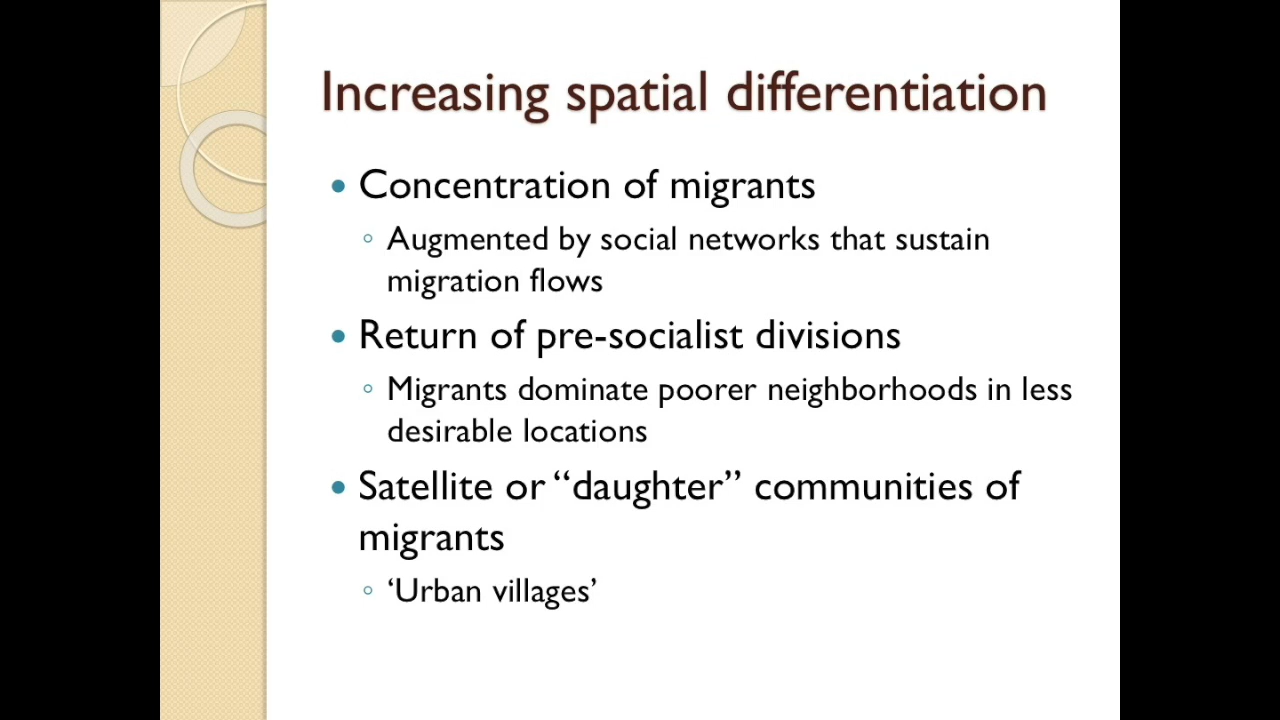 Increasing spatial differentiation
• Concentration of migrants
◦ Augmented by social networks that sustain
migration flows
• Return of pre-socialist divisions
◦ Migrants dominate poorer neighborhoods in less
desirable locations
• Satellite or “daughter” communities of
migrants
◦ ‘Urban villages’